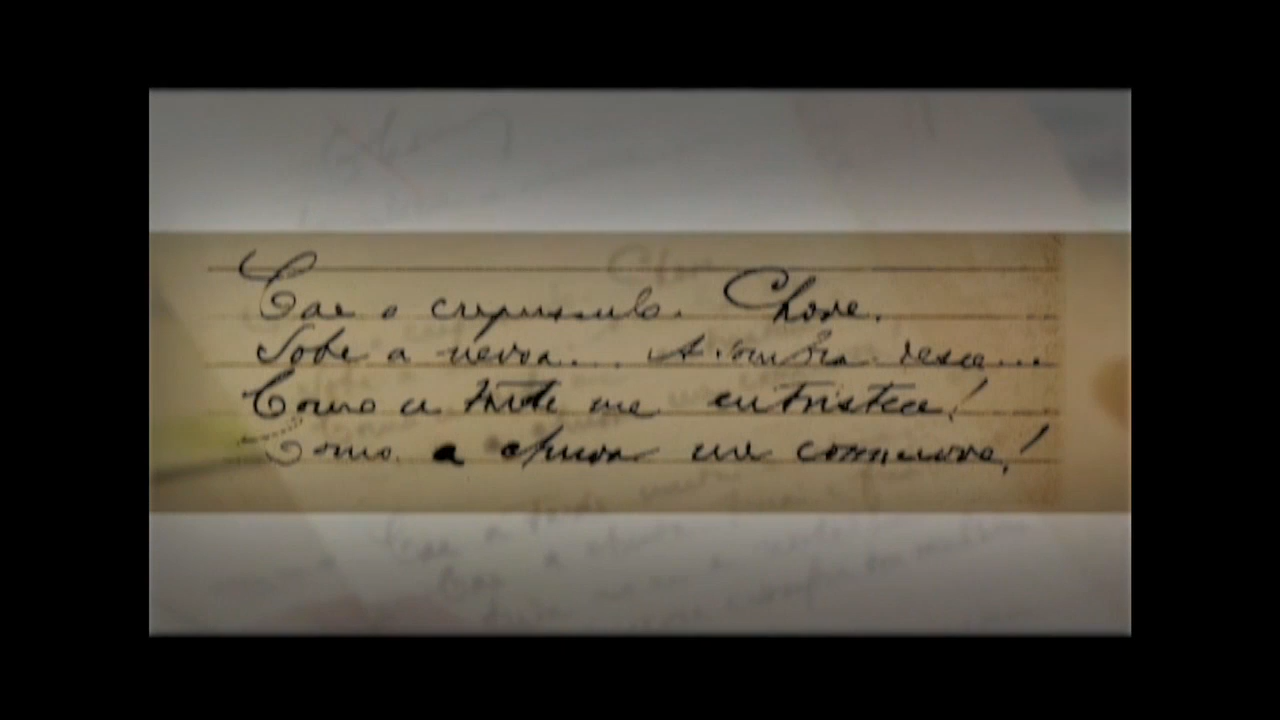 Cae o crepusculo. Chove.
Sobe a nevoa... A sombra desce...
Como a tarde me entristece!
Como a chuva me commove!